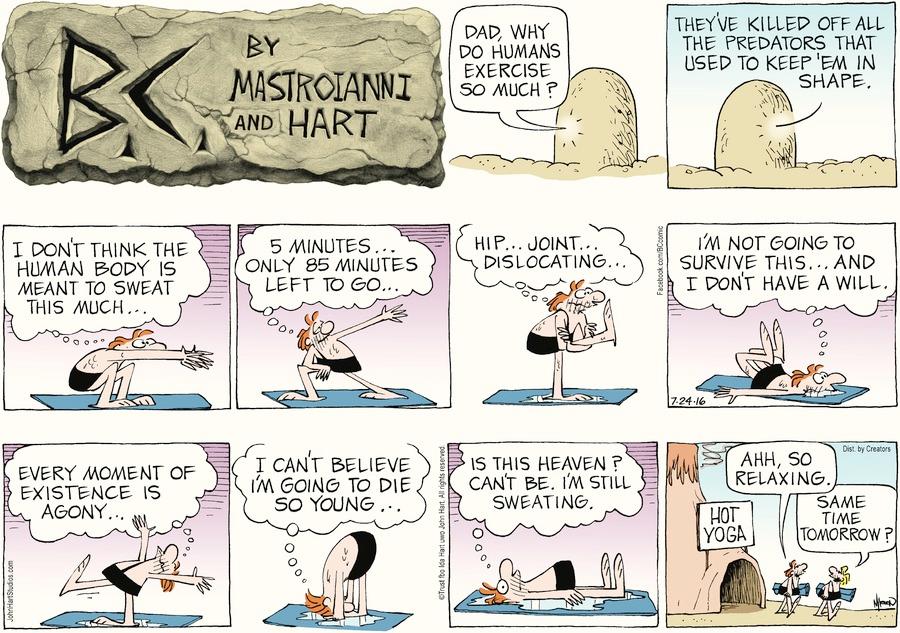 B.C.
BY
MASTROIANNI
AND HART
DAD, WHY
DO HUMANS
EXERCISE
SO MUCH?
THEY'VE KILLED OFF ALL
THE PREDATORS THAT
USED TO KEEP 'EM IN
SHAPE.
I DON'T THINK THE
HUMAN BODY IS
MEANT TO SWEAT
THIS MUCH...
5 MINUTES...
ONLY 85 MINUTES
LEFT TO GO...
HIP... JOINT...
DISLOCATING...
Facebook.com/BCcomic
I'M NOT GOING TO
SURVIVE THIS... AND
I DON'T HAVE A WILL.
7-24-16
EVERY MOMENT OF
EXISTENCE IS
AGONY...
JohnHartStudios.com
I CAN'T BELIEVE
I'M GOING TO DIE
SO YOUNG...
©Trust fbo Ida Hart uwo John Hart. All rights reserved
IS THIS HEAVEN?
CAN'T BE. I'M STILL
SWEATING.
Dist. by Creators
AHH, SO
RELAXING.
SAME
TIME
TOMORROW?
HOT
YOGA